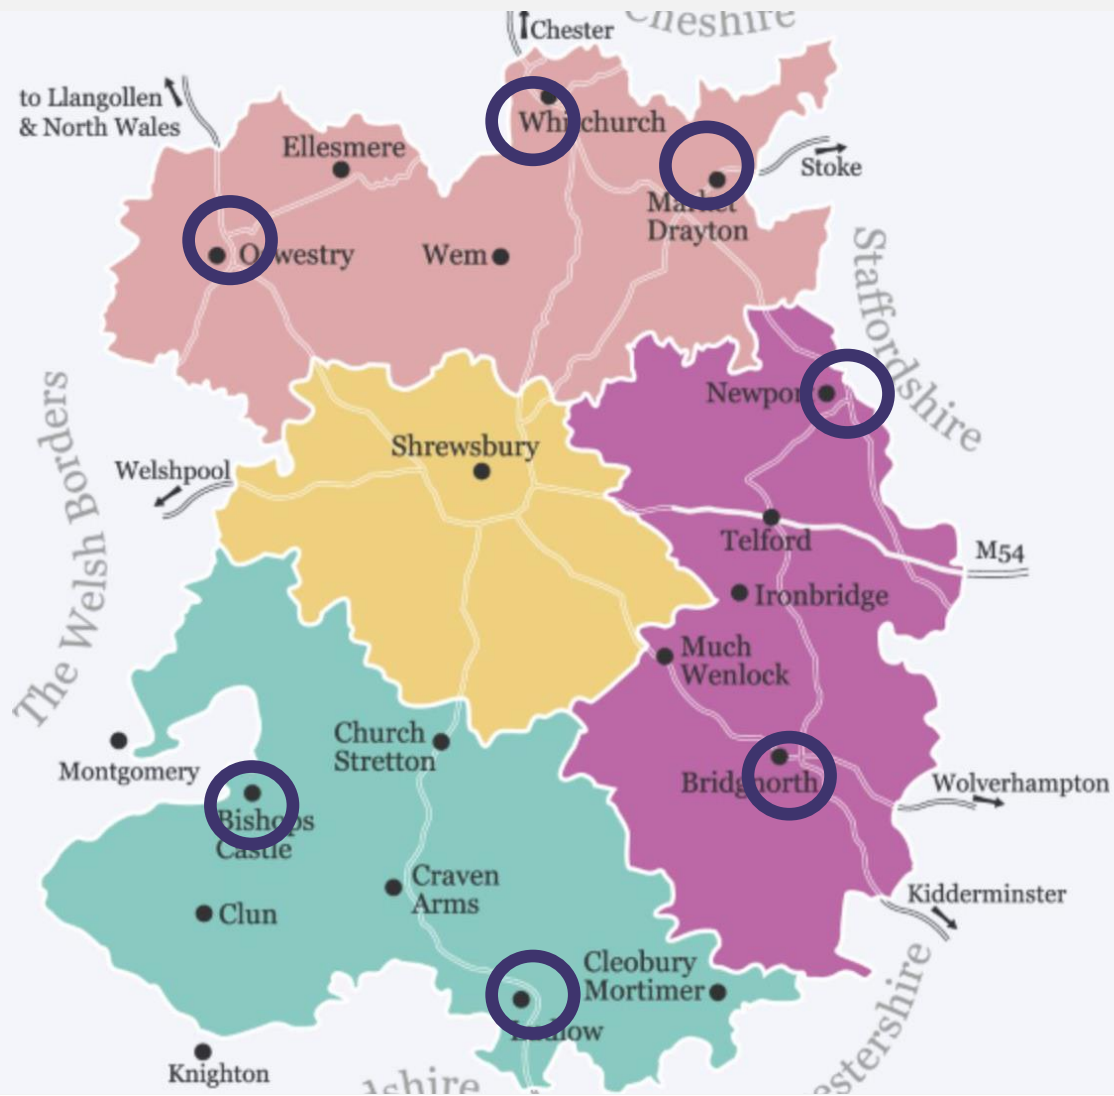 Chester
Cheshire
to Llangollen
& North Wales
Ellesmere
Whitchurch
Stoke
Market
Drayton
Oswestry
Wem
Staffordshire
Newport
The Welsh Borders
Shrewsbury
Welshpool
Telford
M54
Ironbridge
Much
Wenlock
Church
Stretton
Montgomery
Bridgnorth
Wolverhampton
Bishops
Castle
Craven
Arms
Clun
Kidderminster
Cleobury
Mortimer
Ludlow
Knighton